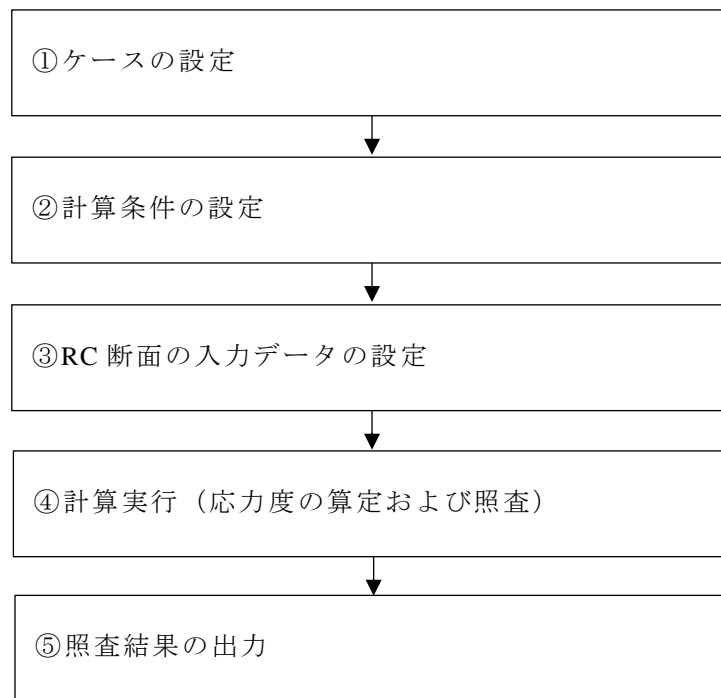 ①ケースの設定
②計算条件の設定
③RC 断面の入力データの設定
④計算実行（応力度の算定および照査）
⑤照査結果の出力